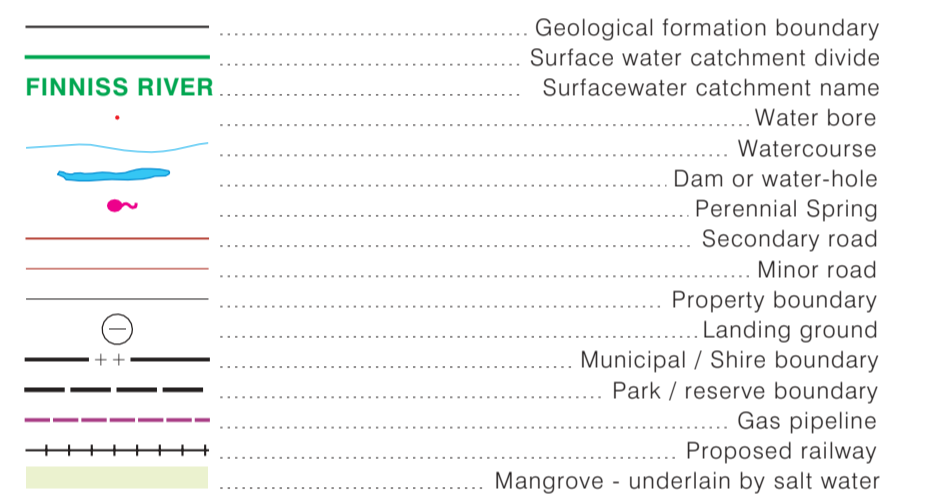 Geological formation boundary
Surface water catchment divide
FINNISS RIVER Surfacewater catchment name
Water bore
Watercourse
Dam or water-hole
Perennial Spring
Secondary road
Minor road
Property boundary
Landing ground
Municipal / Shire boundary
Park / reserve boundary
Gas pipeline
Proposed railway
Mangrove - underlain by salt water